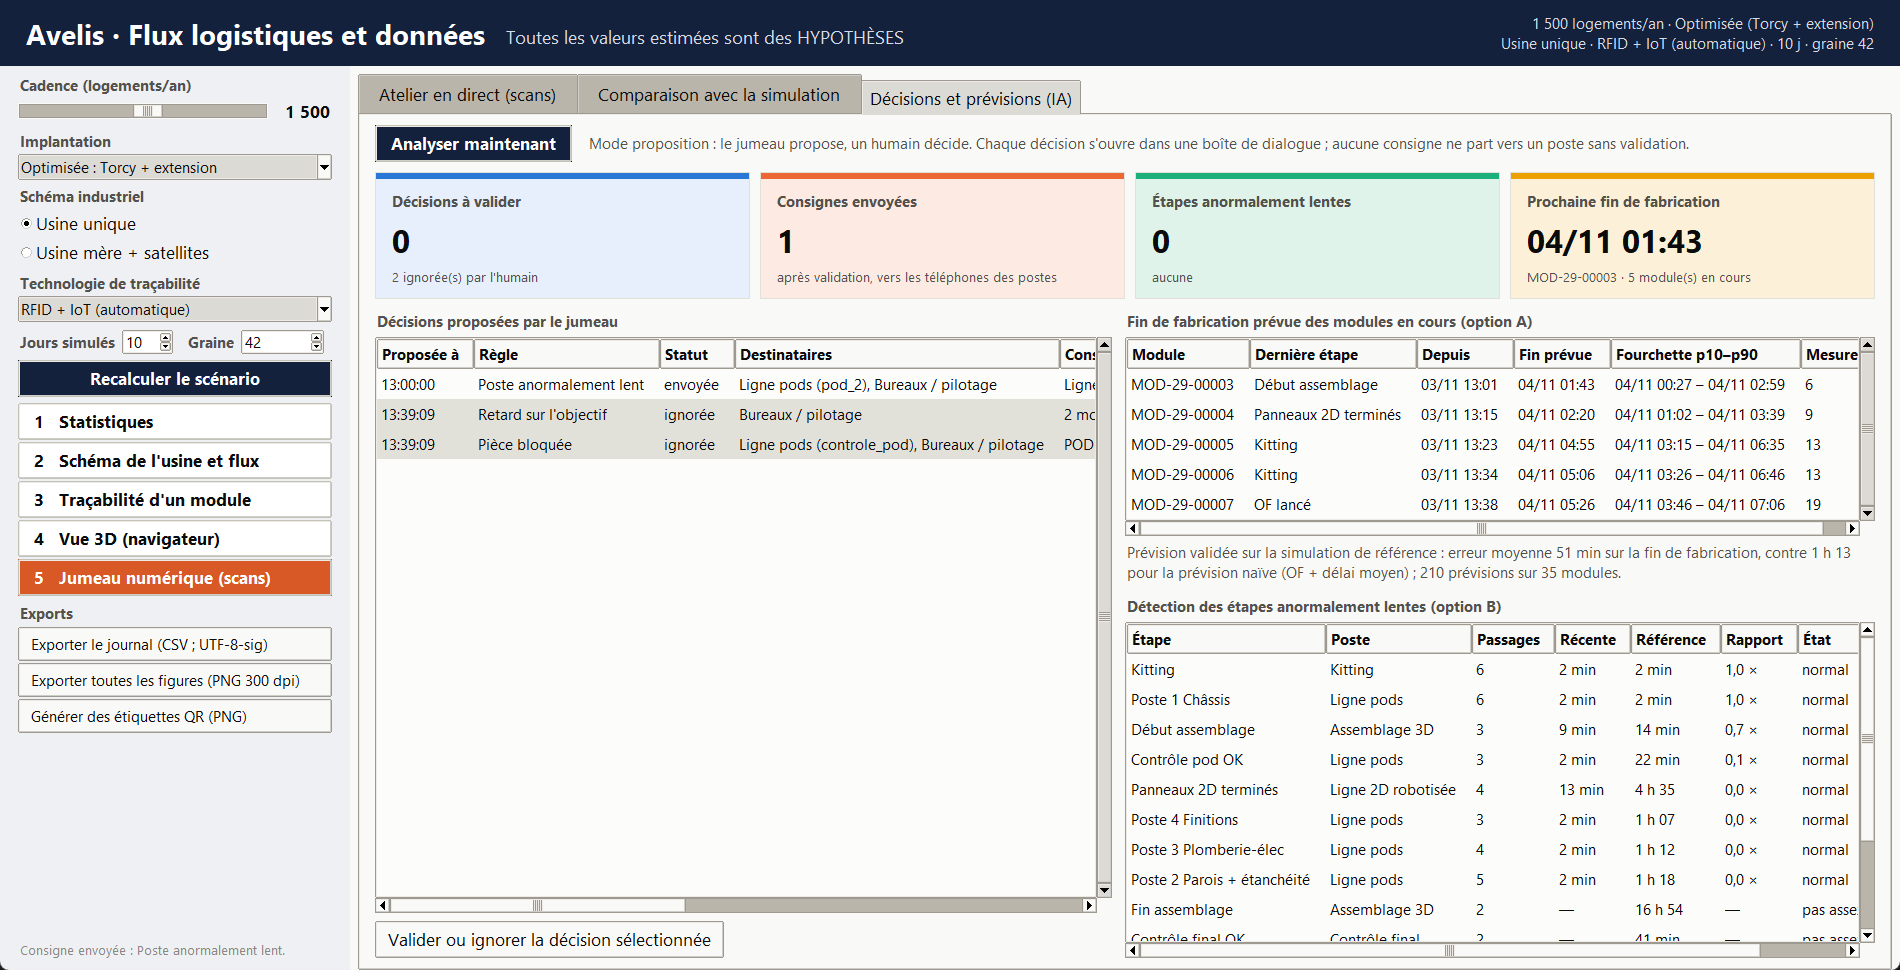 Avelis · Flux logistiques et données
Toutes les valeurs estimées sont des HYPOTHÈSES
1 500 logements/an · Optimisée (Torcy + extension)
Usine unique · RFID + IoT (automatique) · 10 j · graine 42
Cadence (logements/an)
1 500
Implantation
Optimisée : Torcy + extension
Schéma industriel
Usine unique
Usine mère + satellites
Technologie de traçabilité
RFID + IoT (automatique)
Jours simulés 10 Graine 42
Recalculer le scénario
1 Statistiques
2 Schéma de l'usine et flux
3 Traçabilité d'un module
4 Vue 3D (navigateur)
5 Jumeau numérique (scans)
Exports
Exporter le journal (CSV ; UTF-8-sig)
Exporter toutes les figures (PNG 300 dpi)
Générer des étiquettes QR (PNG)
Consigne envoyée : Poste anormalement lent.
Atelier en direct (scans)
Comparaison avec la simulation
Décisions et prévisions (IA)
Analyser maintenant
Mode proposition : le jumeau propose, un humain décide. Chaque décision s'ouvre dans une boîte de dialogue ; aucune consigne ne part vers un poste sans validation.
Décisions à valider
0
2 ignorée(s) par l'humain
Consignes envoyées
1
après validation, vers les téléphones des postes
Étapes anormalement lentes
0
aucune
Prochaine fin de fabrication
04/11 01:43
MOD-29-00003 · 5 module(s) en cours
Décisions proposées par le jumeau
Proposée à Règle Statut Destinataires Cons
13:00:00 Poste anormalement lent envoyée Ligne pods (pod_2), Bureaux / pilotage Ligne
13:39:09 Retard sur l'objectif ignorée Bureaux / pilotage 2 mo
13:39:09 Pièce bloquée ignorée Ligne pods (controle_pod), Bureaux / pilotage POD
Valider ou ignorer la décision sélectionnée
Fin de fabrication prévue des modules en cours (option A)
Module Dernière étape Depuis Fin prévue Fourchette p10–p90 Mesure
MOD-29-00003 Début assemblage 03/11 13:01 04/11 01:43 04/11 00:27 – 04/11 02:59 6
MOD-29-00004 Panneaux 2D terminés 03/11 13:15 04/11 02:20 04/11 01:02 – 04/11 03:39 9
MOD-29-00005 Kitting 03/11 13:23 04/11 04:55 04/11 03:15 – 04/11 06:35 13
MOD-29-00006 Kitting 03/11 13:34 04/11 05:06 04/11 03:26 – 04/11 06:46 13
MOD-29-00007 OF lancé 03/11 13:38 04/11 05:26 04/11 03:46 – 04/11 07:06 19
Prévision validée sur la simulation de référence : erreur moyenne 51 min sur la fin de fabrication, contre 1 h 13
pour la prévision naïve (OF + délai moyen) ; 210 prévisions sur 35 modules.
Détection des étapes anormalement lentes (option B)
Étape Poste Passages Récente Référence Rapport État
Kitting Kitting 6 2 min 2 min 1,0 × normal
Poste 1 Châssis Ligne pods 6 2 min 2 min 1,0 × normal
Début assemblage Assemblage 3D 3 9 min 14 min 0,7 × normal
Contrôle pod OK Ligne pods 3 2 min 22 min 0,1 × normal
Panneaux 2D terminés Ligne 2D robotisée 4 13 min 4 h 35 0,0 × normal
Poste 4 Finitions Ligne pods 3 2 min 1 h 07 0,0 × normal
Poste 3 Plomberie-élec Ligne pods 4 2 min 1 h 12 0,0 × normal
Poste 2 Parois + étanchéité Ligne pods 5 2 min 1 h 18 0,0 × normal
Fin assemblage Assemblage 3D 2 — 16 h 54 — pas asse
Contrôle final OK Contrôle final 2 — 41 min — pas asse